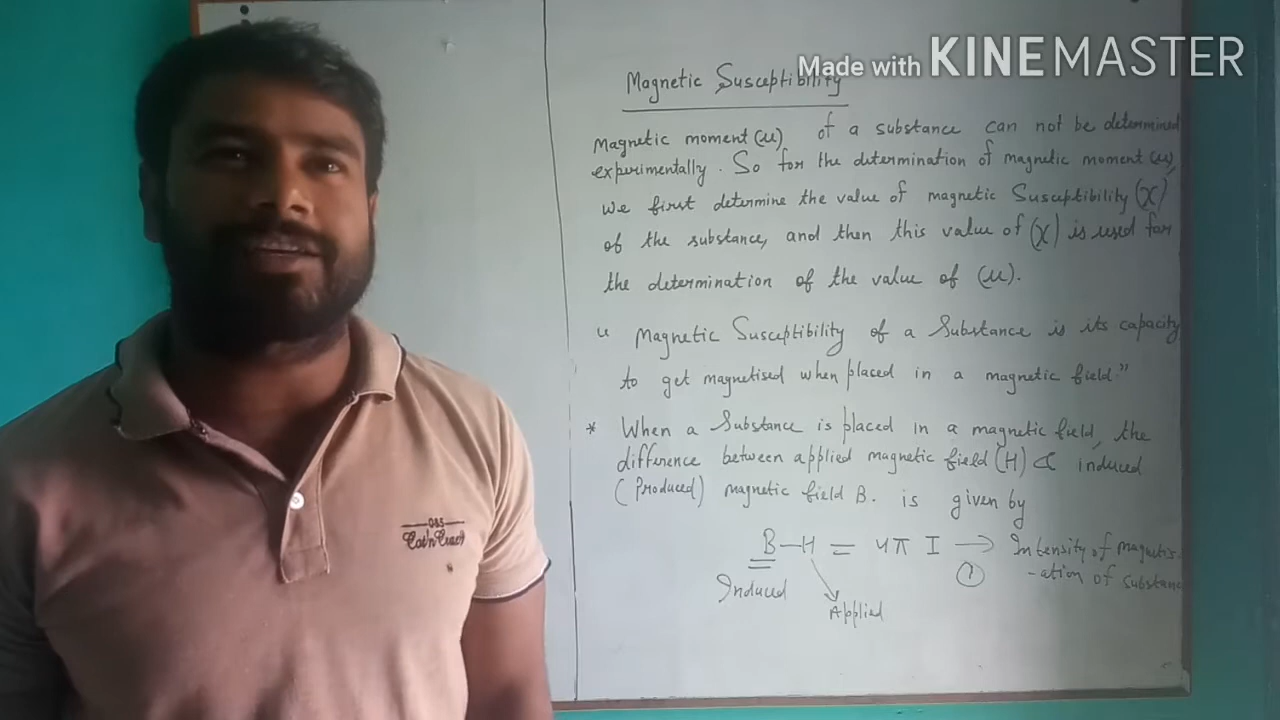 Made with KINEMASTER
Magnetic Susceptibility
Magnetic moment (μ) of a substance can not be determined
experimentally. So for the determination of magnetic moment (μ),
we first determine the value of magnetic Susceptibility (χ)
of the substance, and then this value of (χ) is used for
the determination of the value of (μ).
" Magnetic Susceptibility of a Substance is its capacity
to get magnetised when placed in a magnetic field."
* When a Substance is placed in a magnetic field, the
difference between applied magnetic field (H) & induced
(Produced) magnetic field B. is given by
B - H = 4π I → Intensity of magnetis-
① -ation of substance
Induced
Applied